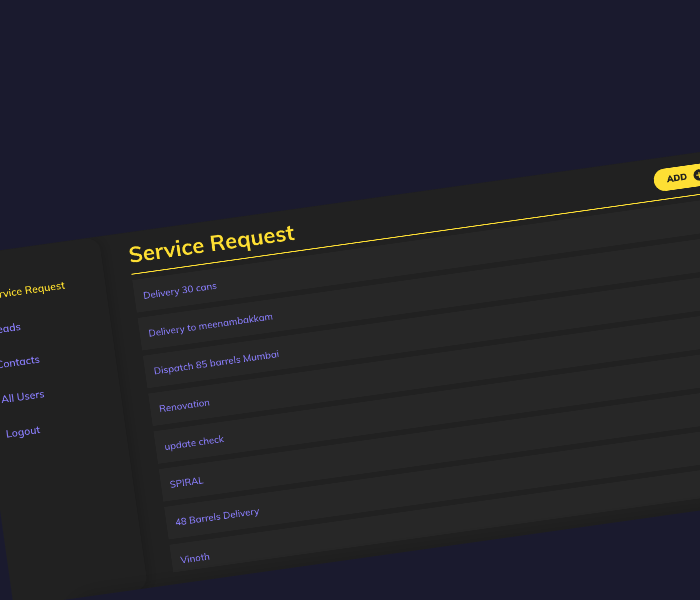 ADD
Service Request
rvice Request
eads
Contacts
All Users
Logout
Delivery 30 cans
Delivery to meenambakkam
Dispatch 85 barrels Mumbai
Renovation
update check
SPIRAL
48 Barrels Delivery
Vinoth